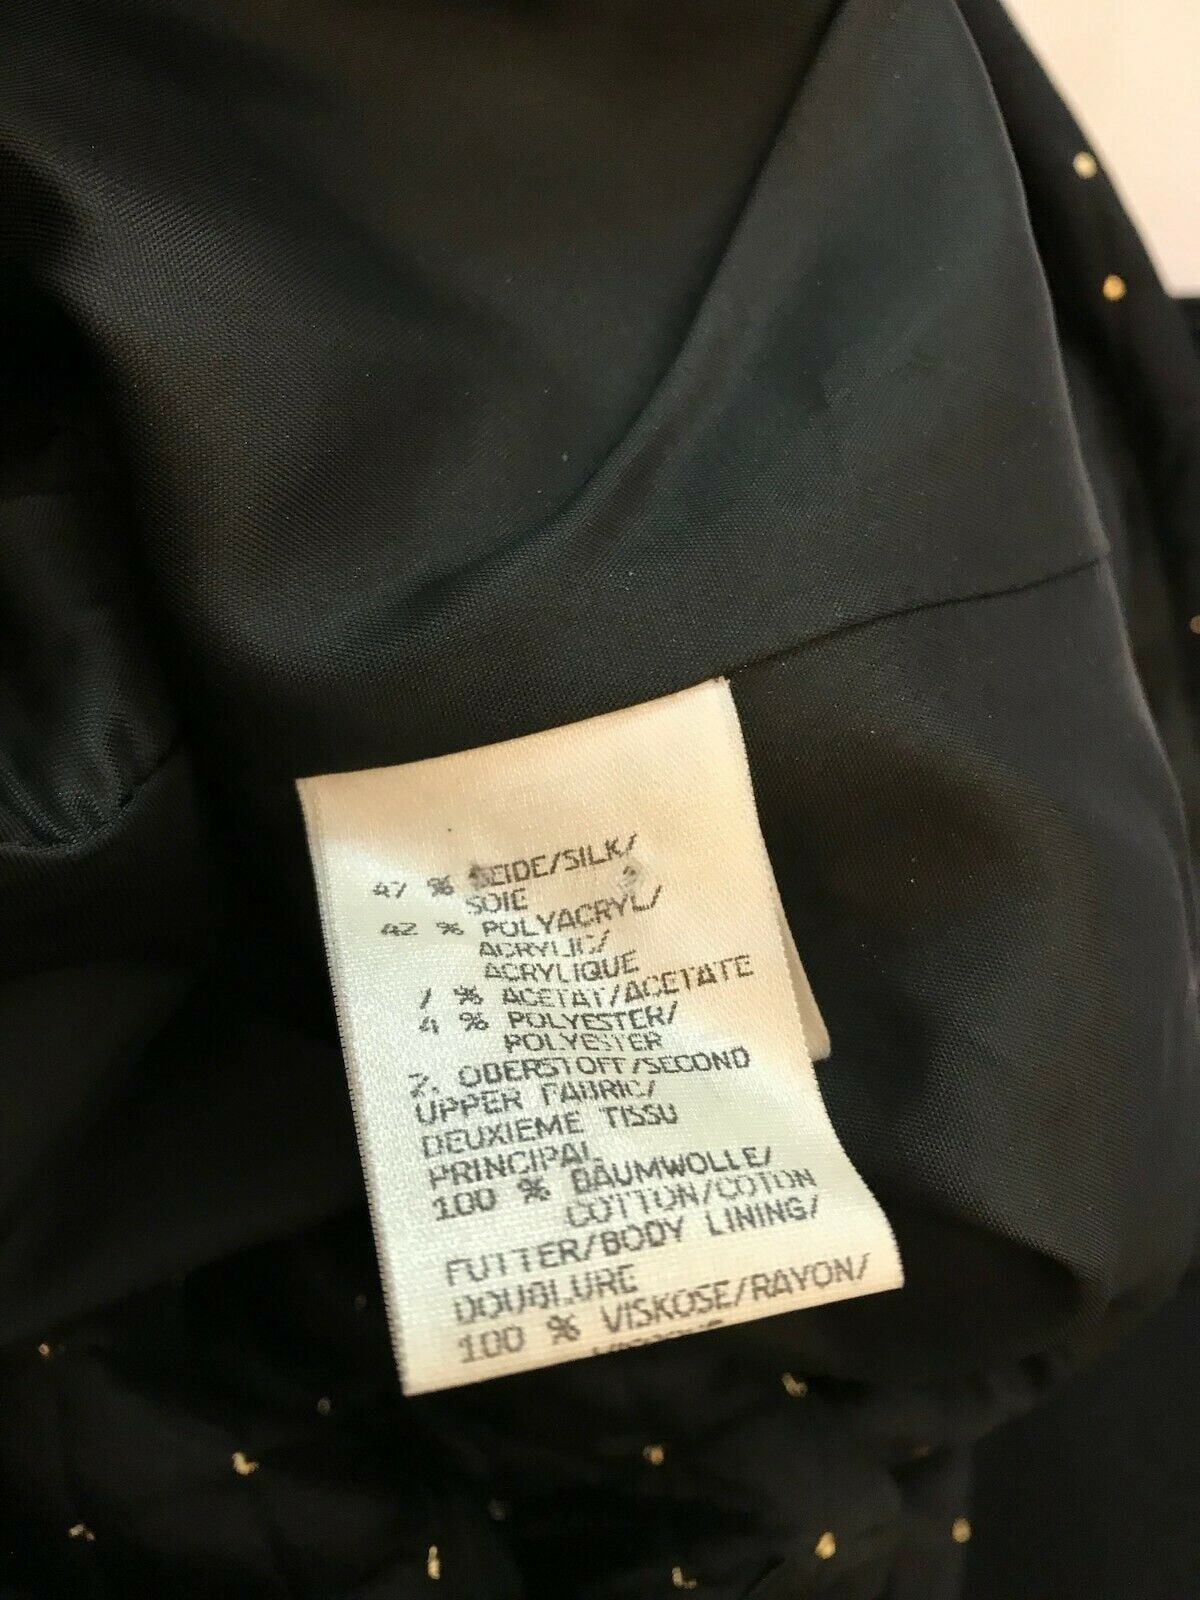 47 % SEIDE/SILK/
SOIE
42 % POLYACRYL/
ACRYLIC/
ACRYLIQUE
7 % ACETAT/ACETATE
4 % POLYESTER/
POLYESTER
2. OBERSTOFF/SECOND
UPPER FABRIC/
DEUXIEME TISSU
PRINCIPAL
100 % BAUMWOLLE/
COTTON/COTON
FUTTER/BODY LINING/
DOUBLURE
100 % VISKOSE/RAYON/